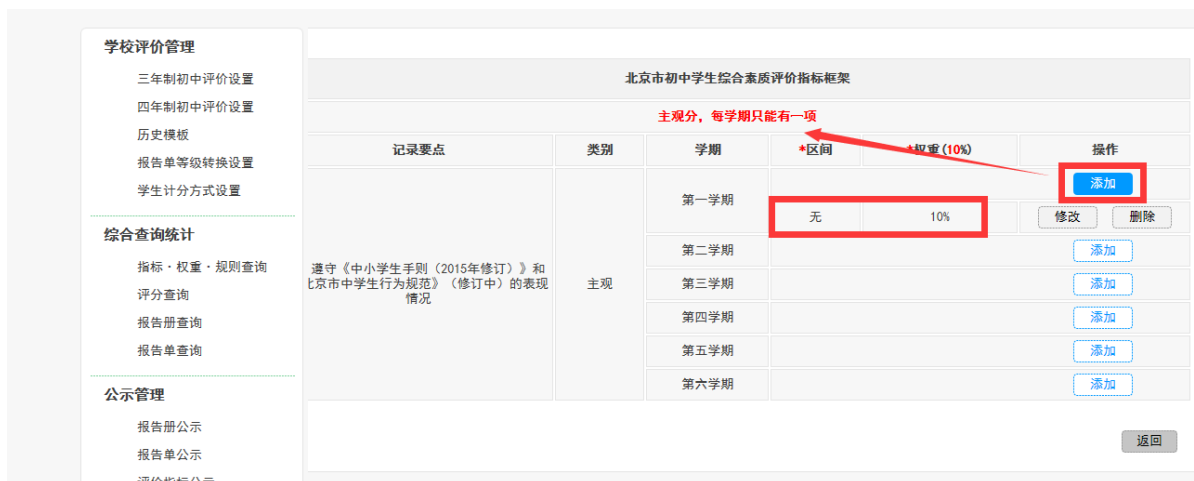 学校评价管理
三年制初中评价设置
四年制初中评价设置
历史模板
报告单等级转换设置
学生计分方式设置
综合查询统计
指标·权重·规则查询
评分查询
报告册查询
报告单查询
公示管理
报告册公示
报告单公示
评价指标公示
北京市初中学生综合素质评价指标框架
主观分，每学期只能有一项
记录要点 类别 学期 *区间 *权重(10%) 操作
遵守《中小学生手则（2015年修订）》和
北京市中学生行为规范》（修订中）的表现
情况
主观
第一学期 添加
无 10% 修改 删除
第二学期 添加
第三学期 添加
第四学期 添加
第五学期 添加
第六学期 添加
返回